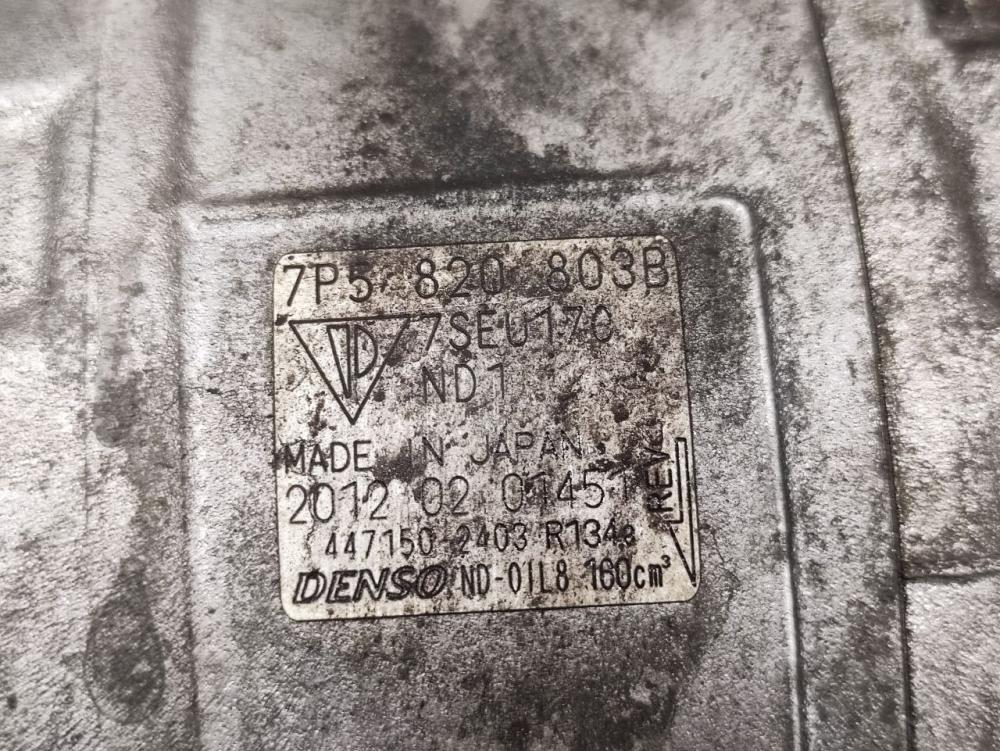 7P5 820 803B
7SEU17C
ND1
MADE IN JAPAN
2012 02 01451
REV
447150-2403 R134a
DENSO ND-OIL8 160cm³